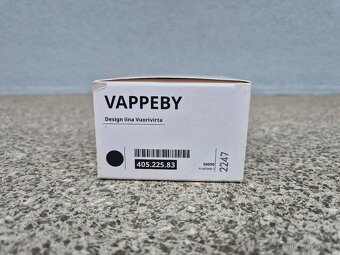 VAPPEBY
Design Iina Vuorivirta
405.225.83
2247